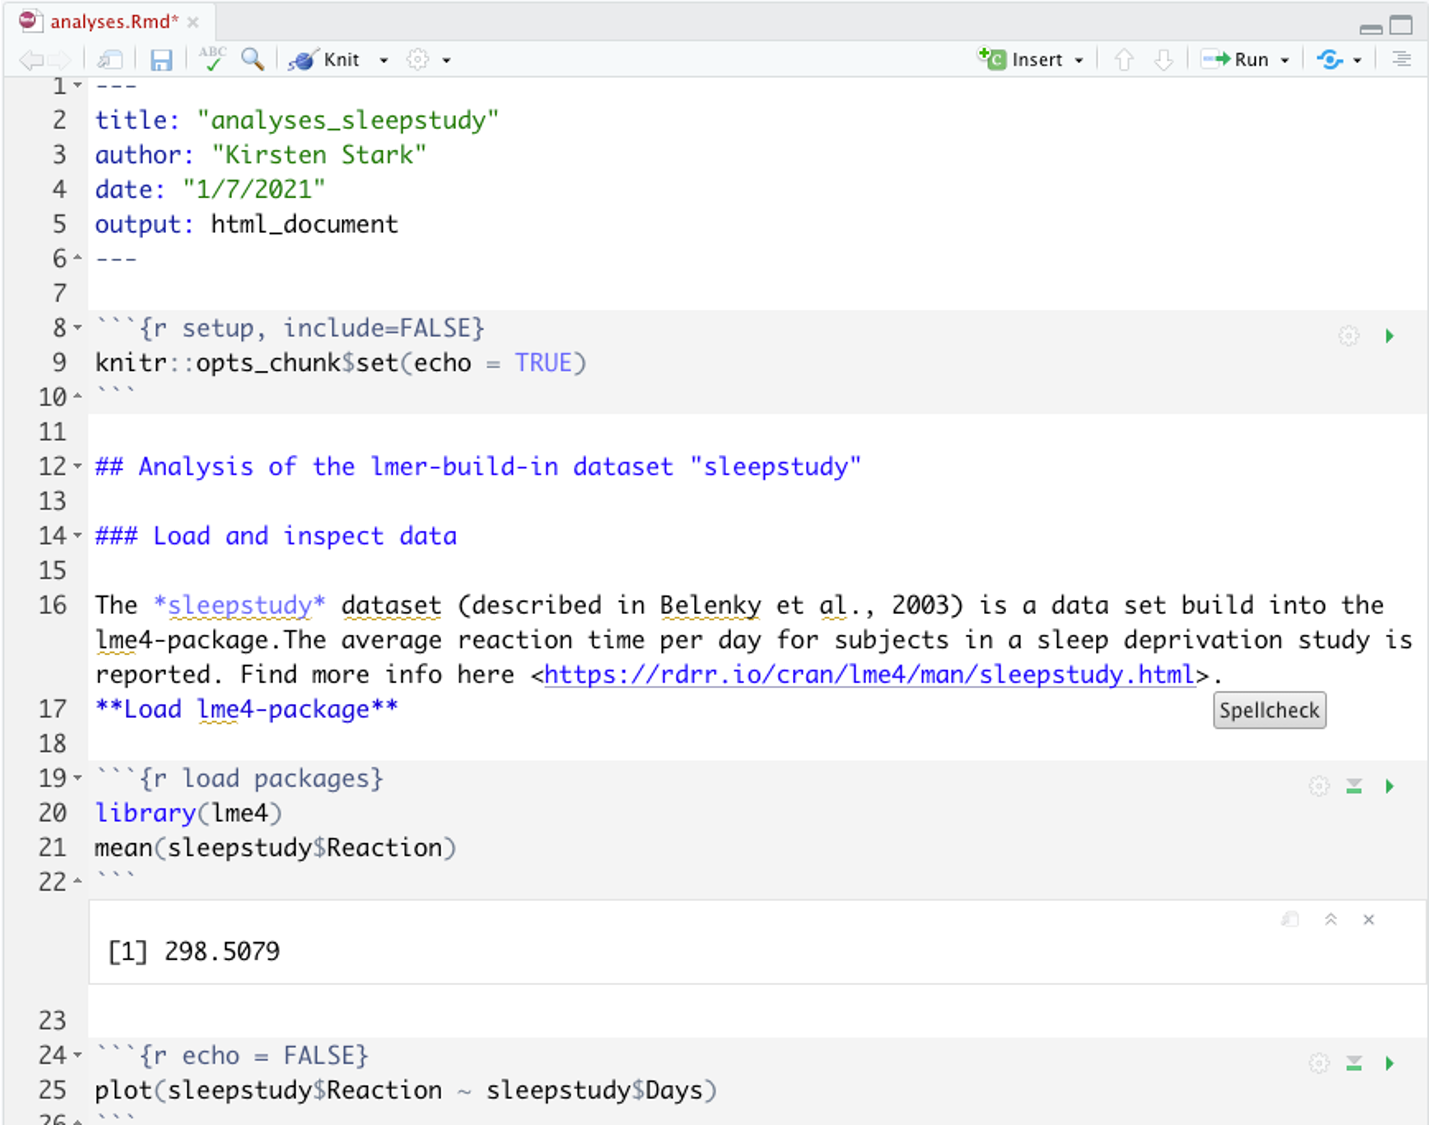 analyses.Rmd*
ABC Knit Insert Run
1 ---
2 title: "analyses_sleepstudy"
3 author: "Kirsten Stark"
4 date: "1/7/2021"
5 output: html_document
6 ---
7
8 ```{r setup, include=FALSE}
9 knitr::opts_chunk$set(echo = TRUE)
10 ```
11
12 ## Analysis of the lmer-build-in dataset "sleepstudy"
13
14 ### Load and inspect data
15
16 The *sleepstudy* dataset (described in Belenky et al., 2003) is a data set build into the
lme4-package.The average reaction time per day for subjects in a sleep deprivation study is
reported. Find more info here <https://rdrr.io/cran/lme4/man/sleepstudy.html>.
17 **Load lme4-package**
Spellcheck
18
19 ```{r load packages}
20 library(lme4)
21 mean(sleepstudy$Reaction)
22 ```
[1] 298.5079
23
24 ```{r echo = FALSE}
25 plot(sleepstudy$Reaction ~ sleepstudy$Days)
26 ```